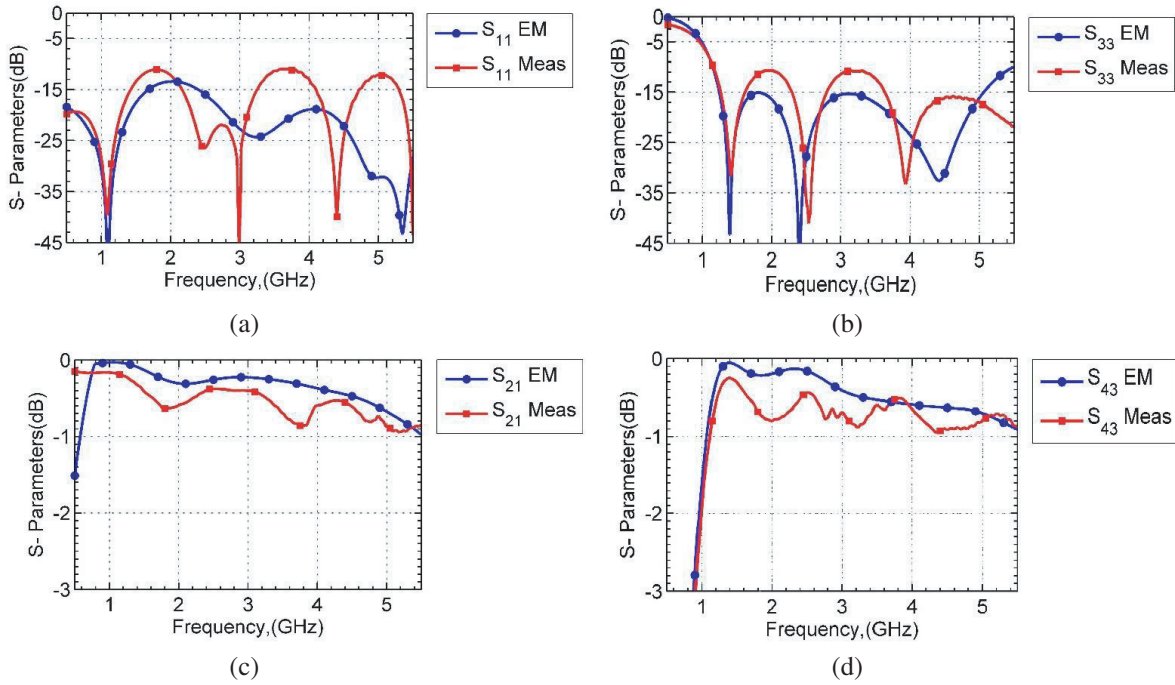 0
-5
-15
-25
-35
-45
S- Parameters(dB)
1 2 3 4 5
Frequency,(GHz)
S11 EM
S11 Meas
(a)
0
-5
-15
-25
-35
-45
S- Parameters(dB)
1 2 3 4 5
Frequency,(GHz)
S33 EM
S33 Meas
(b)
0
-1
-2
-3
S- Parameters(dB)
1 2 3 4 5
Frequency,(GHz)
S21 EM
S21 Meas
(c)
0
-1
-2
-3
S- Parameters(dB)
1 2 3 4 5
Frequency,(GHz)
S43 EM
S43 Meas
(d)